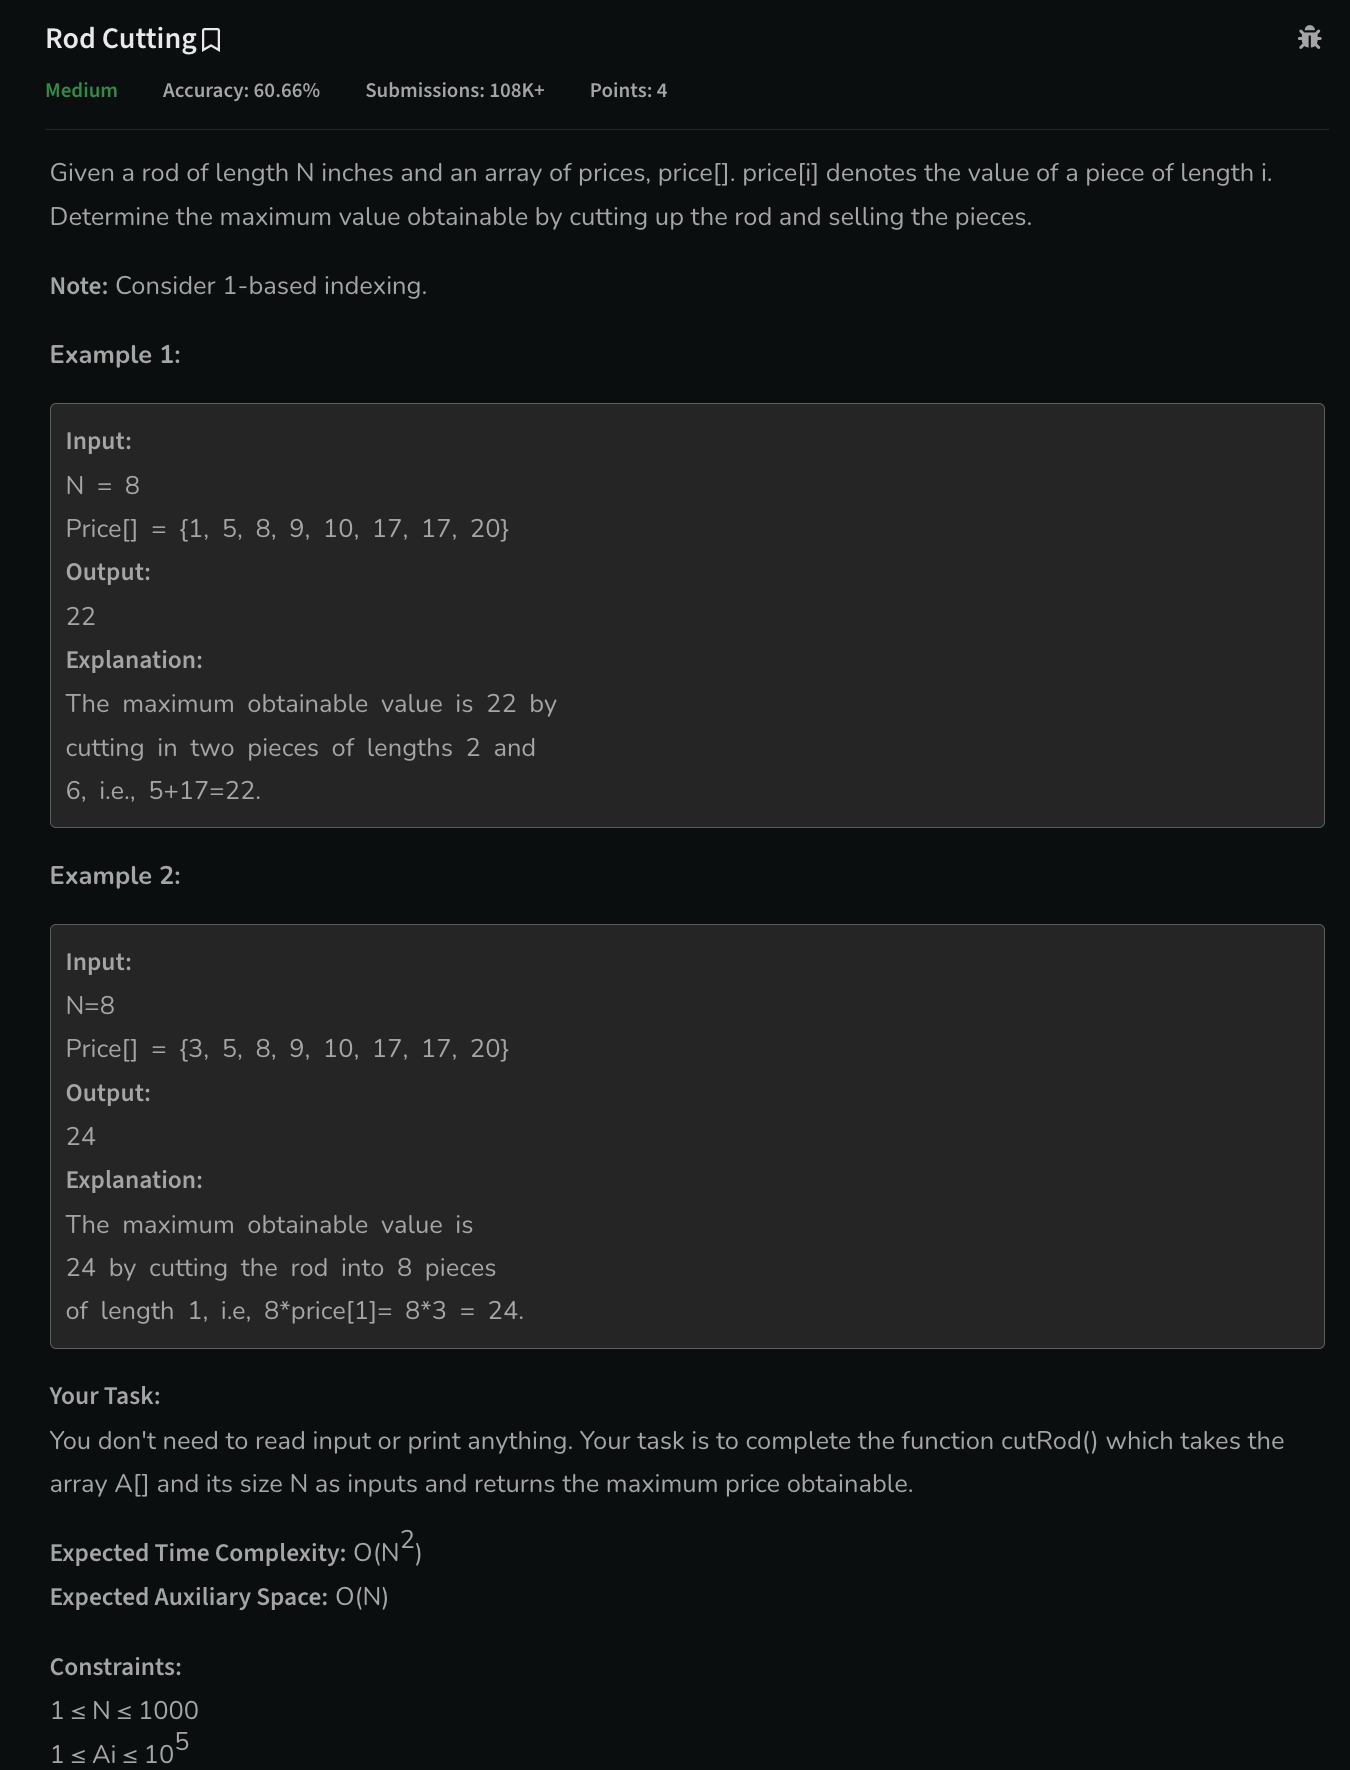 Rod Cutting
Medium Accuracy: 60.66% Submissions: 108K+ Points: 4
Given a rod of length N inches and an array of prices, price[]. price[i] denotes the value of a piece of length i.
Determine the maximum value obtainable by cutting up the rod and selling the pieces.
Note: Consider 1-based indexing.
Example 1:
Input:
N = 8
Price[] = {1, 5, 8, 9, 10, 17, 17, 20}
Output:
22
Explanation:
The maximum obtainable value is 22 by
cutting in two pieces of lengths 2 and
6, i.e., 5+17=22.
Example 2:
Input:
N=8
Price[] = {3, 5, 8, 9, 10, 17, 17, 20}
Output:
24
Explanation:
The maximum obtainable value is
24 by cutting the rod into 8 pieces
of length 1, i.e, 8*price[1]= 8*3 = 24.
Your Task:
You don't need to read input or print anything. Your task is to complete the function cutRod() which takes the
array A[] and its size N as inputs and returns the maximum price obtainable.
Expected Time Complexity: O(N²)
Expected Auxiliary Space: O(N)
Constraints:
1 ≤ N ≤ 1000
1 ≤ Ai ≤ 10⁵